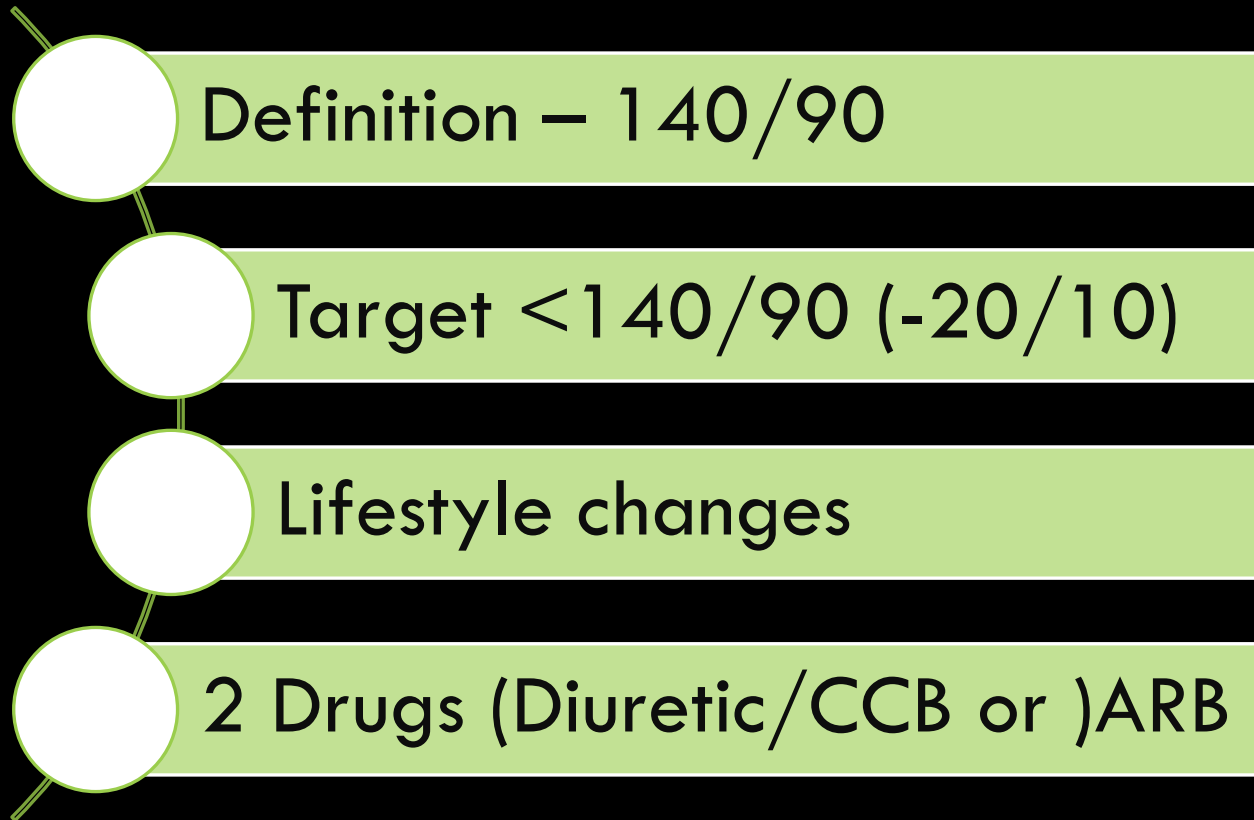 Definition – 140/90
Target <140/90 (-20/10)
Lifestyle changes
2 Drugs (Diuretic/CCB or )ARB